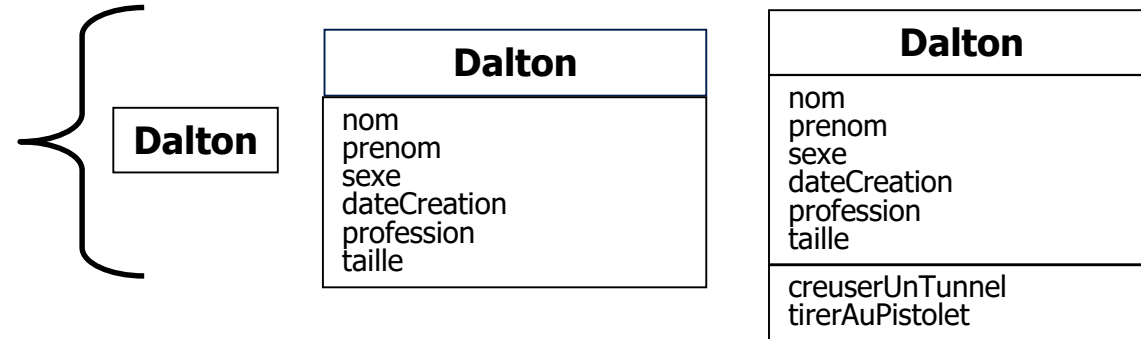 Dalton
Dalton
nom
prenom
sexe
dateCreation
profession
taille
Dalton
nom
prenom
sexe
dateCreation
profession
taille
creuserUnTunnel
tirerAuPistolet